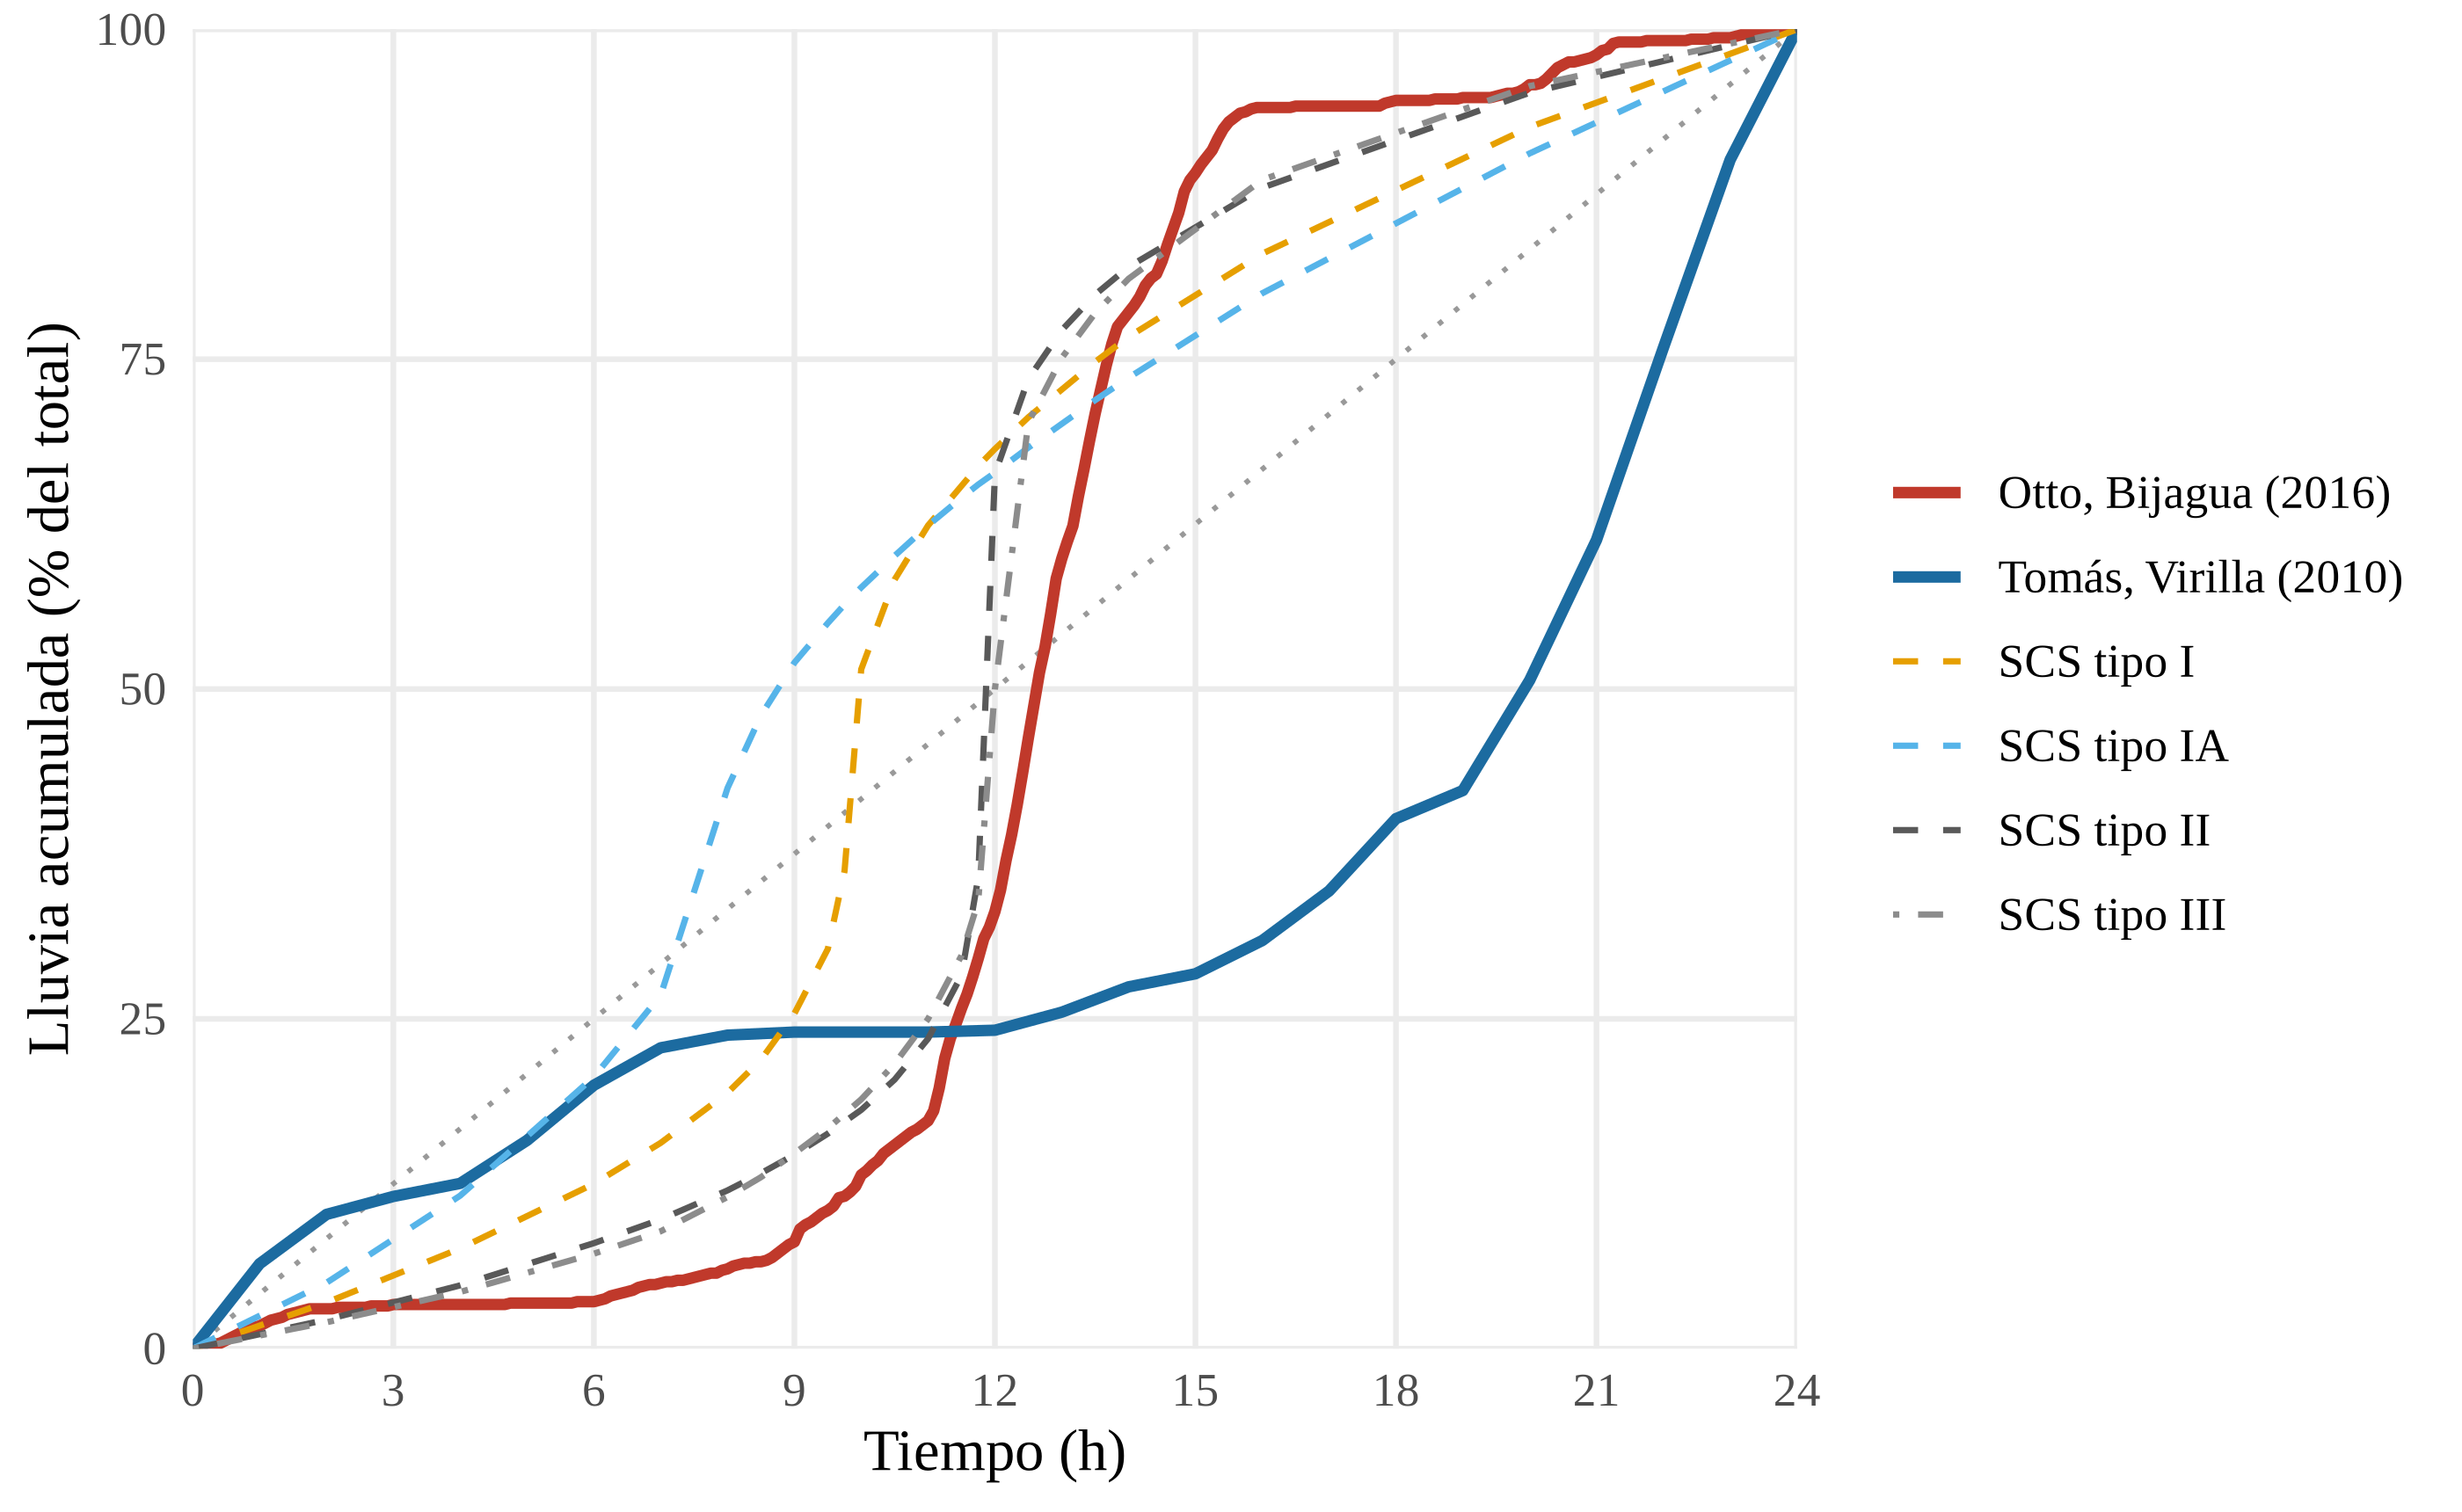 Lluvia acumulada (% del total)
100
75
50
25
0
0 3 6 9 12 15 18 21 24
Tiempo (h)
Otto, Bijagua (2016)
Tomás, Virilla (2010)
SCS tipo I
SCS tipo IA
SCS tipo II
SCS tipo III